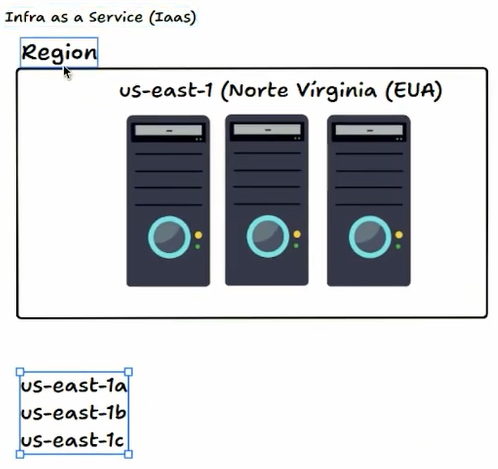 Infra as a Service (Iaas)
Region
us-east-1 (Norte Vírginia (EUA)
us-east-1a
us-east-1b
us-east-1c